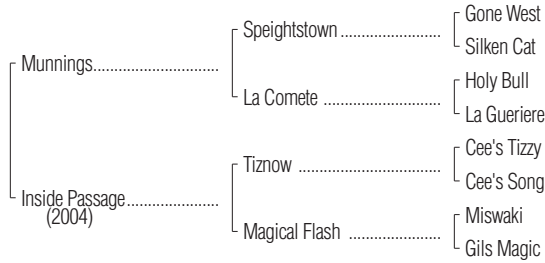 Gone West
Speightstown
Silken Cat
Munnings
Holy Bull
La Comete
La Gueriere
Cee's Tizzy
Tiznow
Cee's Song
Inside Passage
(2004)
Miswaki
Magical Flash
Gils Magic